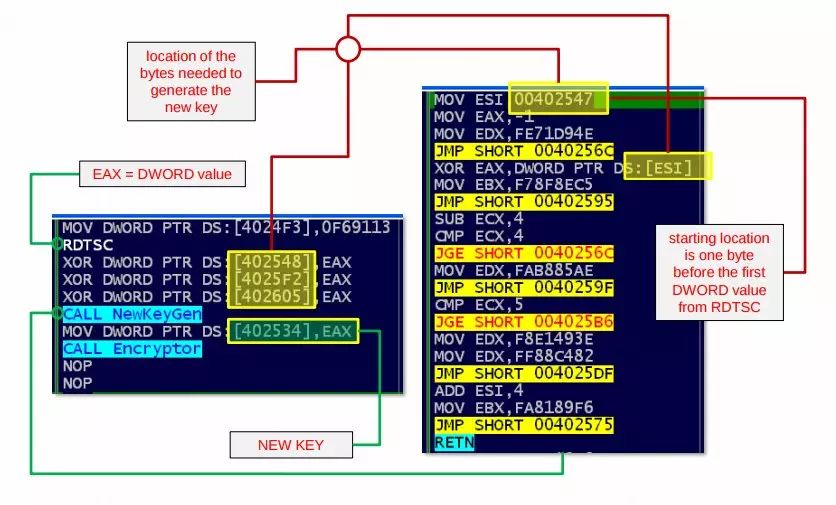 location of the
bytes needed to
generate the
new key
EAX = DWORD value
MOV DWORD PTR DS:[4024F3],0F69113
RDTSC
XOR DWORD PTR DS:[402548],EAX
XOR DWORD PTR DS:[4025F2],EAX
XOR DWORD PTR DS:[402605],EAX
CALL NewKeyGen
MOV DWORD PTR DS:[402534],EAX
CALL Encryptor
NOP
NOP
NEW KEY
MOV ESI 00402547
MOV EAX,-1
MOV EDX,FE71D94E
JMP SHORT 0040256C
XOR EAX,DWORD PTR DS:[ESI]
MOV EBX,F78F8EC5
JMP SHORT 00402595
SUB ECX,4
CMP ECX,4
JGE SHORT 0040256C
MOV EDX,FAB885AE
JMP SHORT 0040259F
CMP ECX,5
JGE SHORT 004025B6
MOV EDX,F8E1493E
MOV EDX,FF88C482
JMP SHORT 004025DF
ADD ESI,4
MOV EBX,FA8189F6
JMP SHORT 00402575
RETN
starting location
is one byte
before the first
DWORD value
from RDTSC